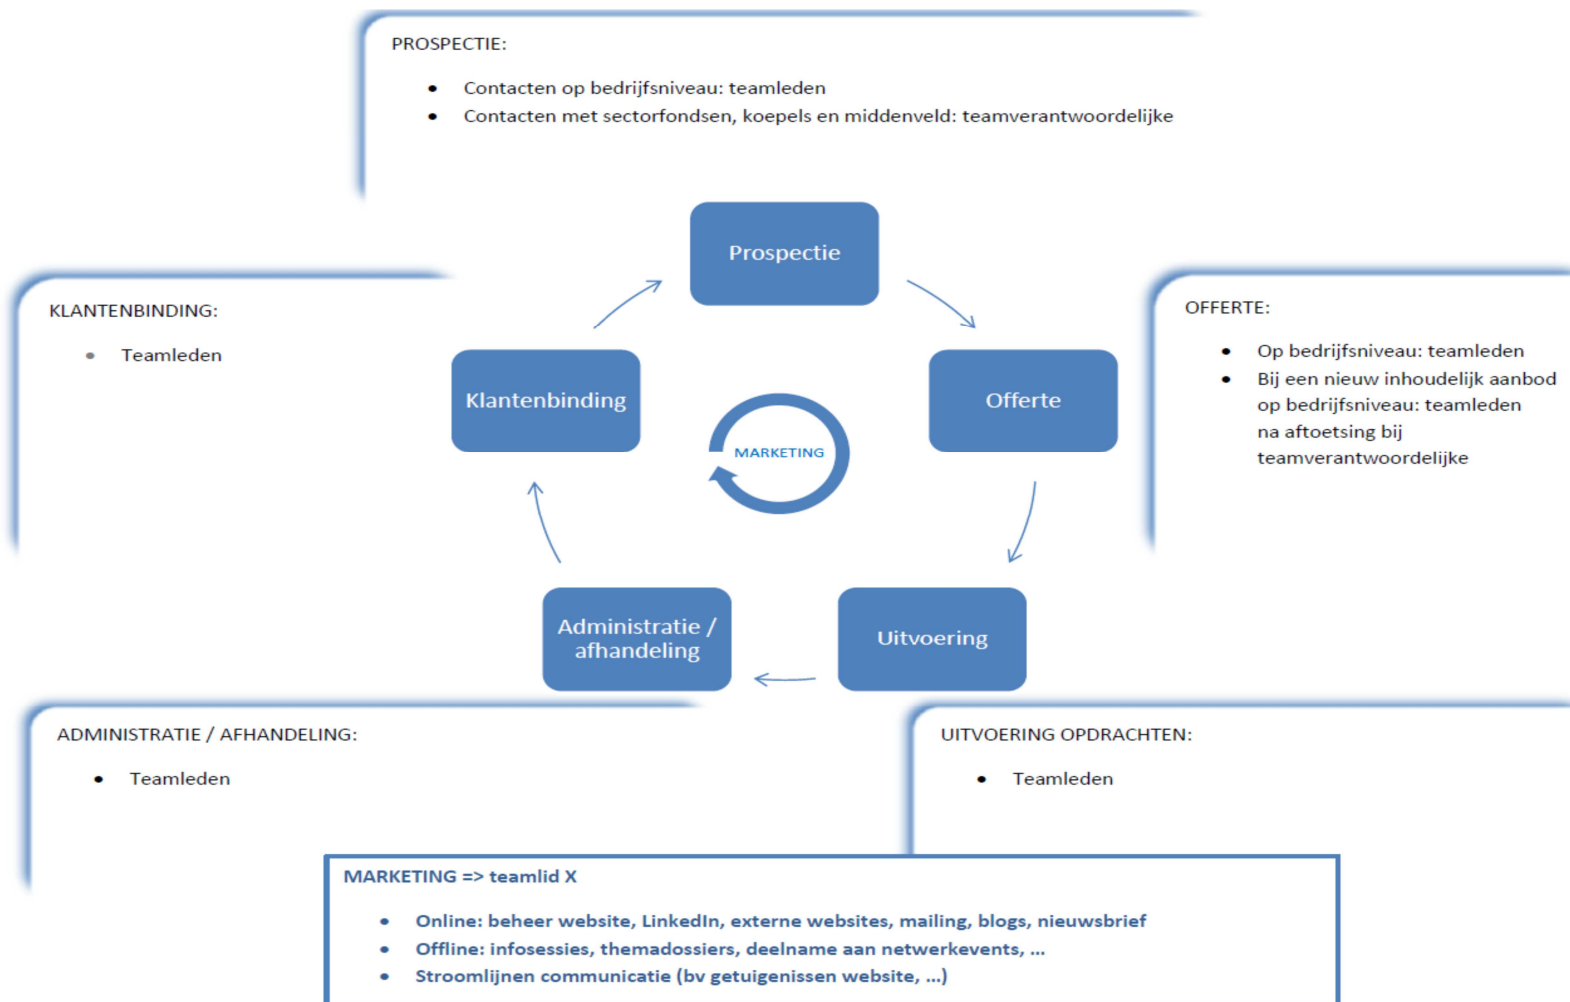 PROSPECTIE:
• Contacten op bedrijfsniveau: teamleden
• Contacten met sectorfondsen, koepels en middenveld: teamverantwoordelijke
Prospectie
KLANTENBINDING:
• Teamleden
OFFERTE:
• Op bedrijfsniveau: teamleden
• Bij een nieuw inhoudelijk aanbod
op bedrijfsniveau: teamleden
na aftoetsing bij
teamverantwoordelijke
Klantenbinding
Offerte
MARKETING
Administratie /
afhandeling
Uitvoering
ADMINISTRATIE / AFHANDELING:
• Teamleden
UITVOERING OPDRACHTEN:
• Teamleden
MARKETING => teamlid X
• Online: beheer website, LinkedIn, externe websites, mailing, blogs, nieuwsbrief
• Offline: infosessies, themadossiers, deelname aan netwerkevents, ...
• Stroomlijnen communicatie (bv getuigenissen website, ...)